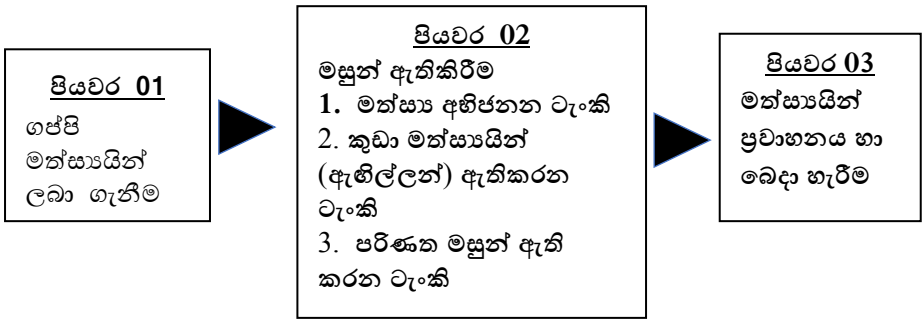 පියවර 01
ගප්පි
මත්ස්‍යයින්
ලබා ගැනීම
පියවර 02
මසුන් ඇතිකිරීම
1. මත්ස්‍ය අභිජනන ටැංකි
2. කුඩා මත්ස්‍යයින්
(ඇඟිල්ලන්) ඇතිකරන
ටැංකි
3. පරිණත මසුන් ඇති
කරන ටැංකි
පියවර 03
මත්ස්‍යයින්
ප්‍රවාහනය හා
බෙදා හැරීම